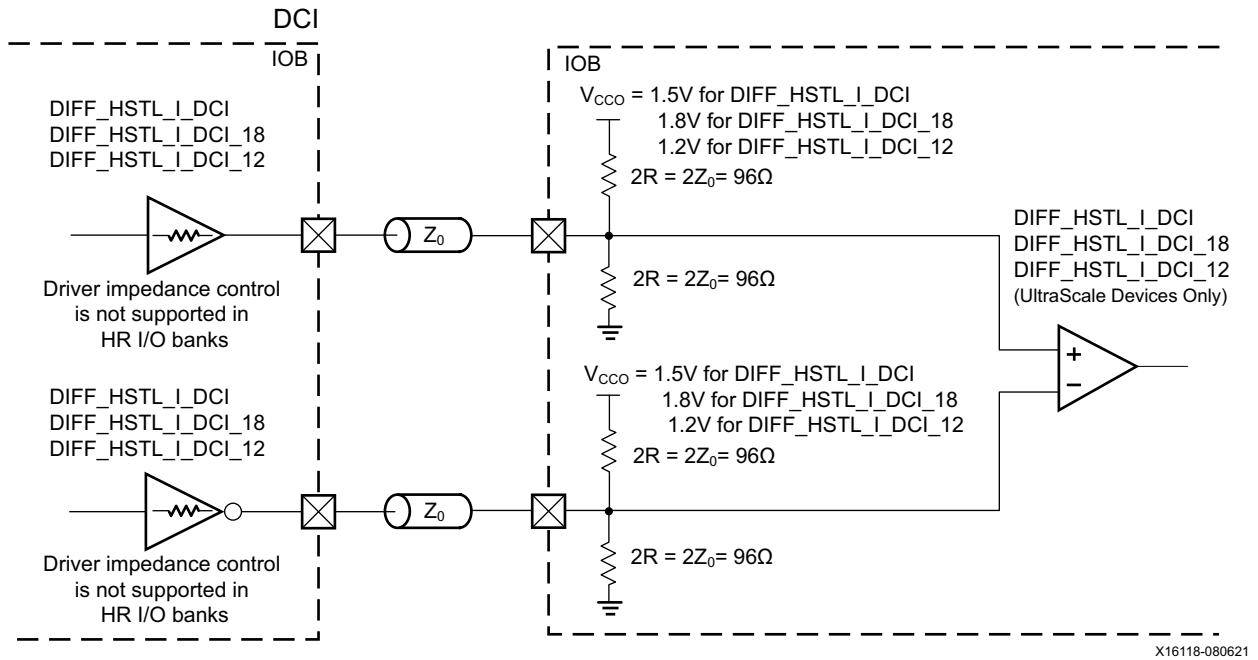 DCI
IOB
DIFF_HSTL_I_DCI
DIFF_HSTL_I_DCI_18
DIFF_HSTL_I_DCI_12
Driver impedance control
is not supported in
HR I/O banks
Z₀
DIFF_HSTL_I_DCI
DIFF_HSTL_I_DCI_18
DIFF_HSTL_I_DCI_12
Driver impedance control
is not supported in
HR I/O banks
Z₀
IOB
V_CCO = 1.5V for DIFF_HSTL_I_DCI
1.8V for DIFF_HSTL_I_DCI_18
1.2V for DIFF_HSTL_I_DCI_12
2R = 2Z₀= 96Ω
2R = 2Z₀= 96Ω
V_CCO = 1.5V for DIFF_HSTL_I_DCI
1.8V for DIFF_HSTL_I_DCI_18
1.2V for DIFF_HSTL_I_DCI_12
2R = 2Z₀= 96Ω
2R = 2Z₀= 96Ω
DIFF_HSTL_I_DCI
DIFF_HSTL_I_DCI_18
DIFF_HSTL_I_DCI_12
(UltraScale Devices Only)
+
−
X16118-080621